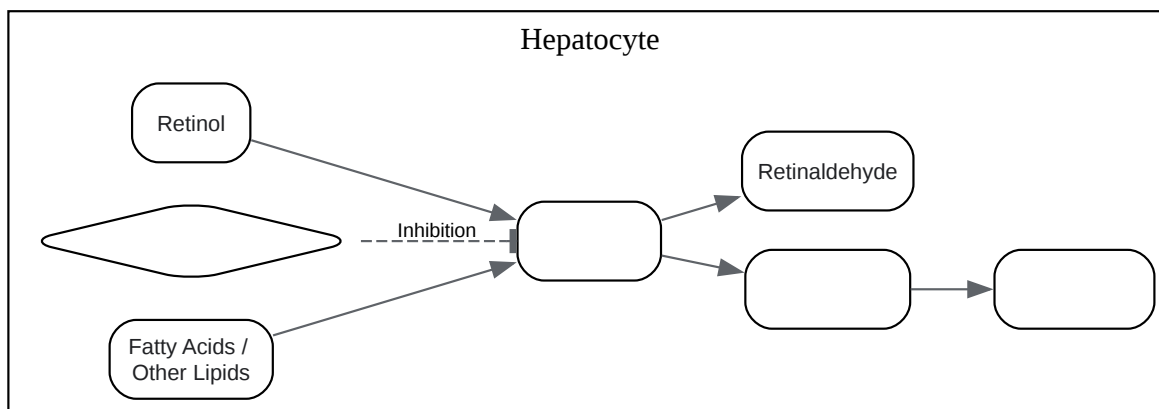 Hepatocyte
Retinol
Retinaldehyde
Inhibition
Fatty Acids /
Other Lipids